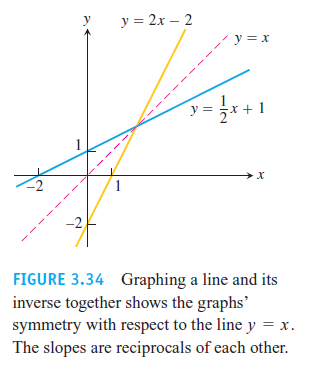 y
y = 2x – 2
y = x
y = 1/2 x + 1
1
x
–2
1
–2
FIGURE 3.34 Graphing a line and its
inverse together shows the graphs’
symmetry with respect to the line y = x.
The slopes are reciprocals of each other.